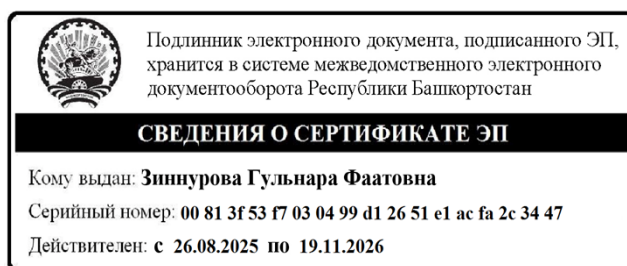 Подлинник электронного документа, подписанного ЭП,
хранится в системе межведомственного электронного
документооборота Республики Башкортостан
СВЕДЕНИЯ О СЕРТИФИКАТЕ ЭП
Кому выдан: Зиннурова Гульнара Фаатовна
Серийный номер: 00 81 3f 53 f7 03 04 99 d1 26 51 e1 ac fa 2c 34 47
Действителен: с 26.08.2025 по 19.11.2026